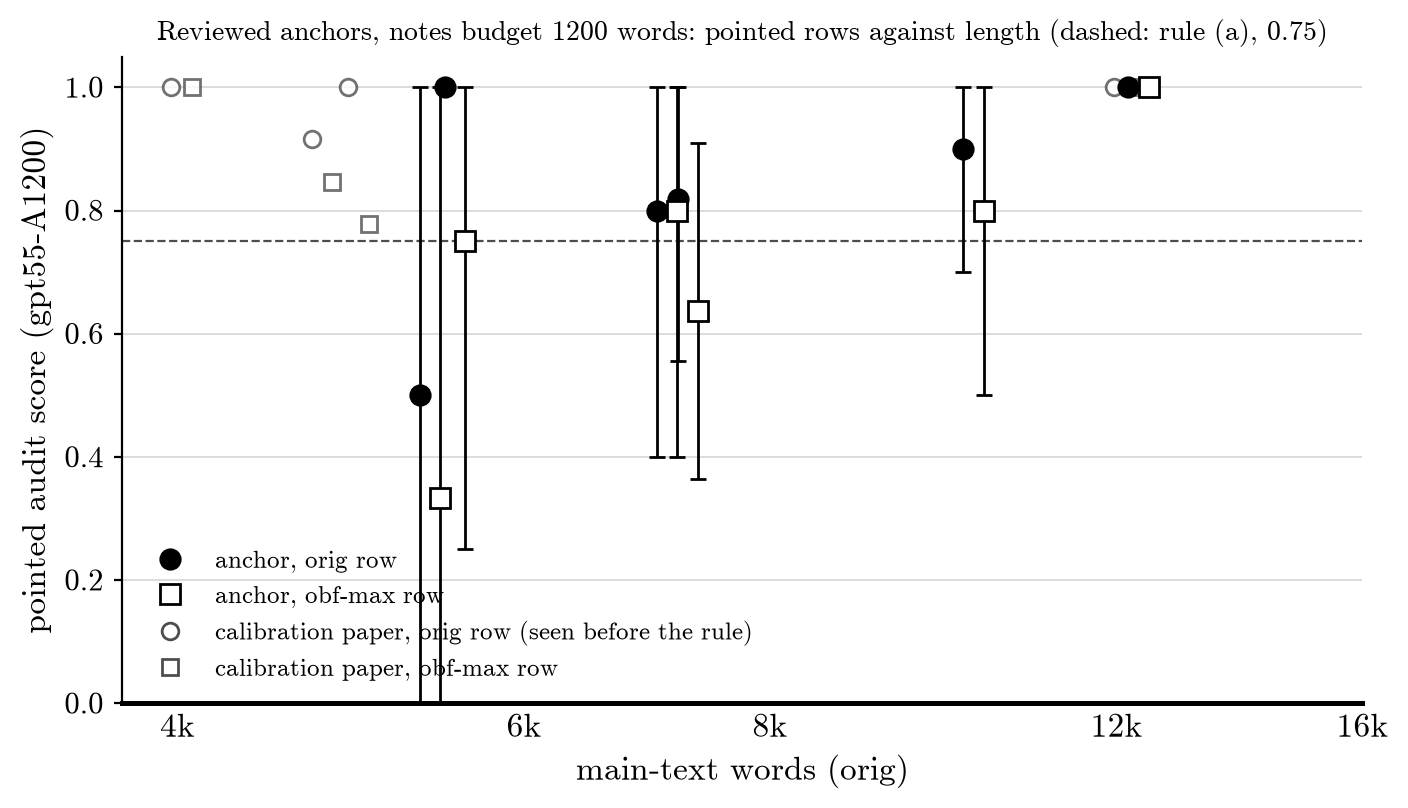 Reviewed anchors, notes budget 1200 words: pointed rows against length (dashed: rule (a), 0.75)
pointed audit score (gpt55-A1200)
1.0
0.8
0.6
0.4
0.2
0.0
anchor, orig row
anchor, obf-max row
calibration paper, orig row (seen before the rule)
calibration paper, obf-max row
4k 6k 8k 12k 16k
main-text words (orig)